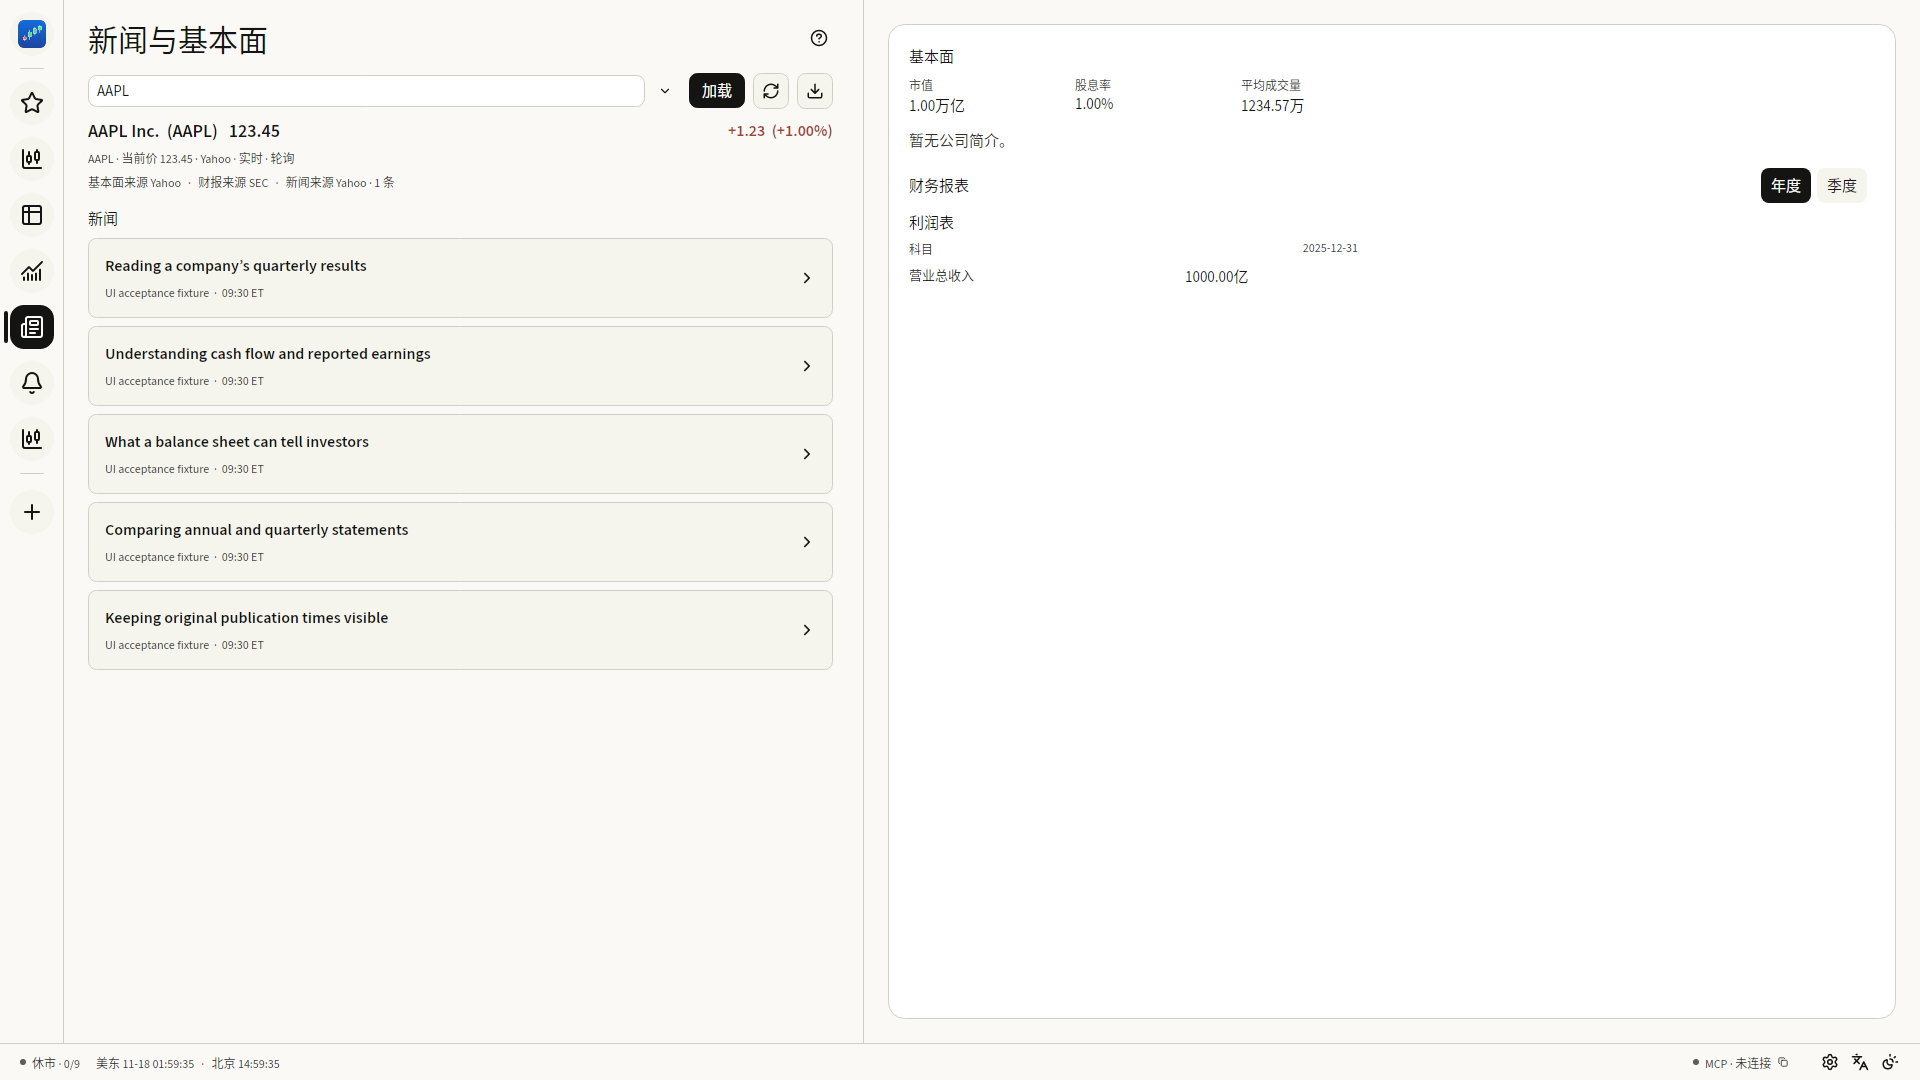 新闻与基本面
AAPL
加载
AAPL Inc. (AAPL) 123.45 +1.23 (+1.00%)
AAPL · 当前价 123.45 · Yahoo · 实时 · 轮询
基本面来源 Yahoo · 财报来源 SEC · 新闻来源 Yahoo · 1 条
新闻
Reading a company’s quarterly results
UI acceptance fixture · 09:30 ET
Understanding cash flow and reported earnings
UI acceptance fixture · 09:30 ET
What a balance sheet can tell investors
UI acceptance fixture · 09:30 ET
Comparing annual and quarterly statements
UI acceptance fixture · 09:30 ET
Keeping original publication times visible
UI acceptance fixture · 09:30 ET
基本面
市值 股息率 平均成交量
1.00万亿 1.00% 1234.57万
暂无公司简介。
财务报表 年度 季度
利润表
科目 2025-12-31
营业总收入 1000.00亿
休市 · 0/9 美东 11-18 01:59:35 · 北京 14:59:35
MCP · 未连接